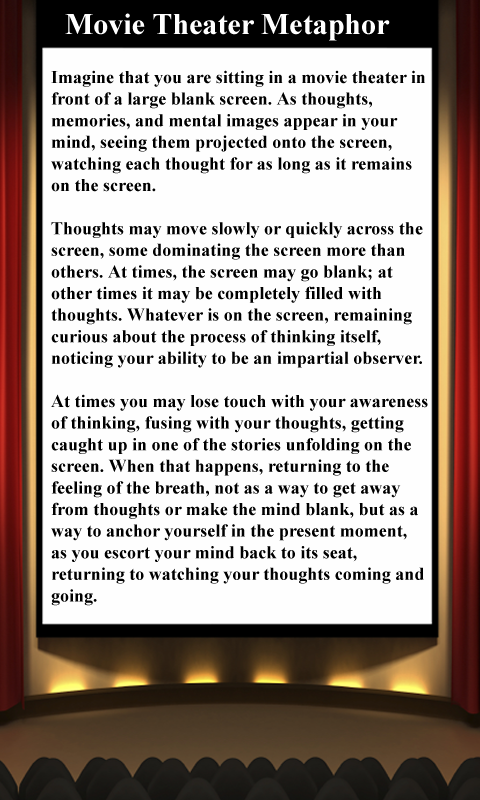 Movie Theater Metaphor
Imagine that you are sitting in a movie theater in
front of a large blank screen. As thoughts,
memories, and mental images appear in your
mind, seeing them projected onto the screen,
watching each thought for as long as it remains
on the screen.
Thoughts may move slowly or quickly across the
screen, some dominating the screen more than
others. At times, the screen may go blank; at
other times it may be completely filled with
thoughts. Whatever is on the screen, remaining
curious about the process of thinking itself,
noticing your ability to be an impartial observer.
At times you may lose touch with your awareness
of thinking, fusing with your thoughts, getting
caught up in one of the stories unfolding on the
screen. When that happens, returning to the
feeling of the breath, not as a way to get away
from thoughts or make the mind blank, but as a
way to anchor yourself in the present moment,
as you escort your mind back to its seat,
returning to watching your thoughts coming and
going.